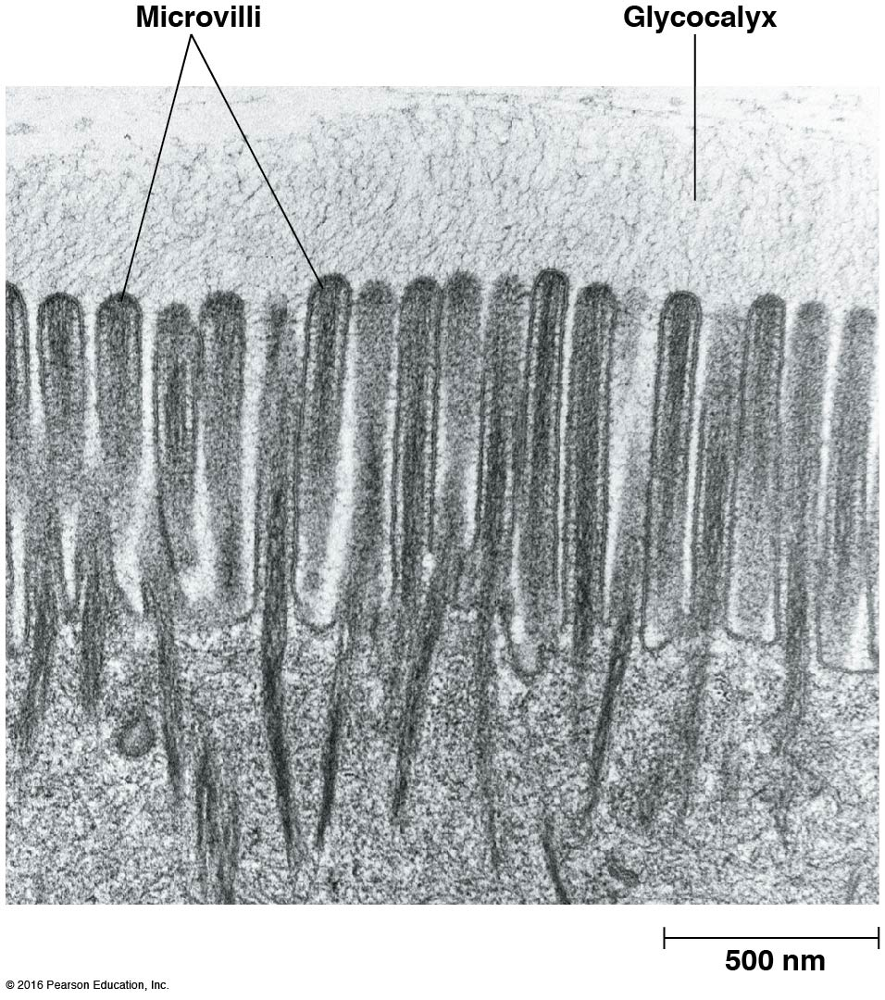 Microvilli
Glycocalyx
500 nm
© 2016 Pearson Education, Inc.